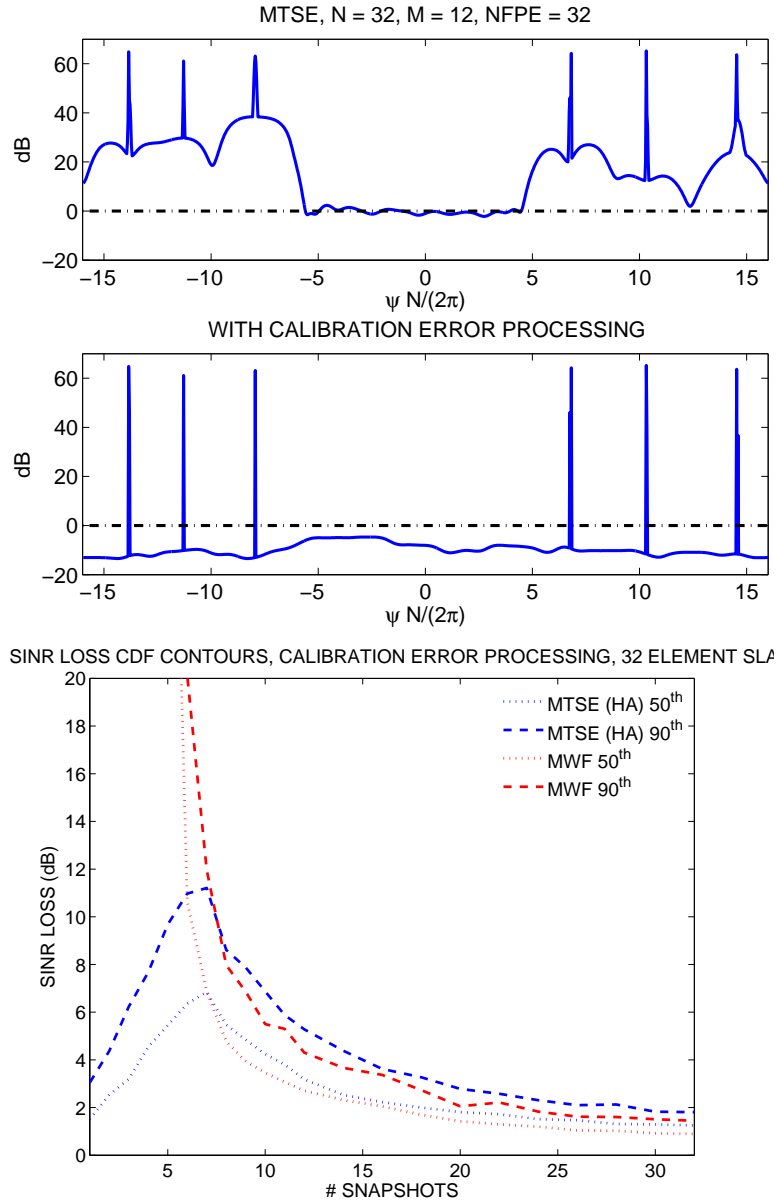 MTSE, N = 32, M = 12, NFPE = 32
60
40
20
0
−20
dB
−15 −10 −5 0 5 10 15
ψ N/(2π)
WITH CALIBRATION ERROR PROCESSING
60
40
20
0
−20
dB
−15 −10 −5 0 5 10 15
ψ N/(2π)
SINR LOSS CDF CONTOURS, CALIBRATION ERROR PROCESSING, 32 ELEMENT SLA
20
18
16
14
12
10
8
6
4
2
0
SINR LOSS (dB)
MTSE (HA) 50th
MTSE (HA) 90th
MWF 50th
MWF 90th
5 10 15 20 25 30
# SNAPSHOTS